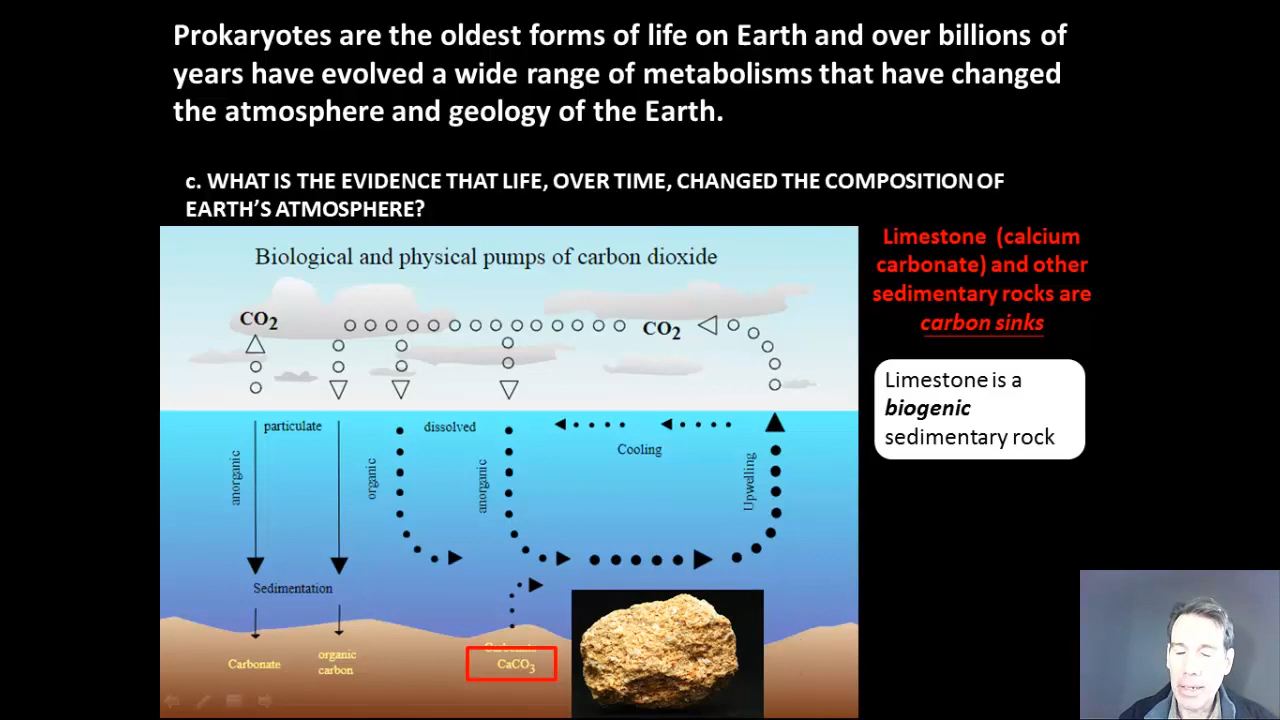 Prokaryotes are the oldest forms of life on Earth and over billions of
years have evolved a wide range of metabolisms that have changed
the atmosphere and geology of the Earth.
c. WHAT IS THE EVIDENCE THAT LIFE, OVER TIME, CHANGED THE COMPOSITION OF
EARTH'S ATMOSPHERE?
Biological and physical pumps of carbon dioxide
CO2
CO2
particulate
dissolved
Cooling
anorganic
organic
anorganic
Upwelling
Sedimentation
Carbonate
organic
carbon
CaCO3
Limestone (calcium
carbonate) and other
sedimentary rocks are
carbon sinks
Limestone is a
biogenic
sedimentary rock